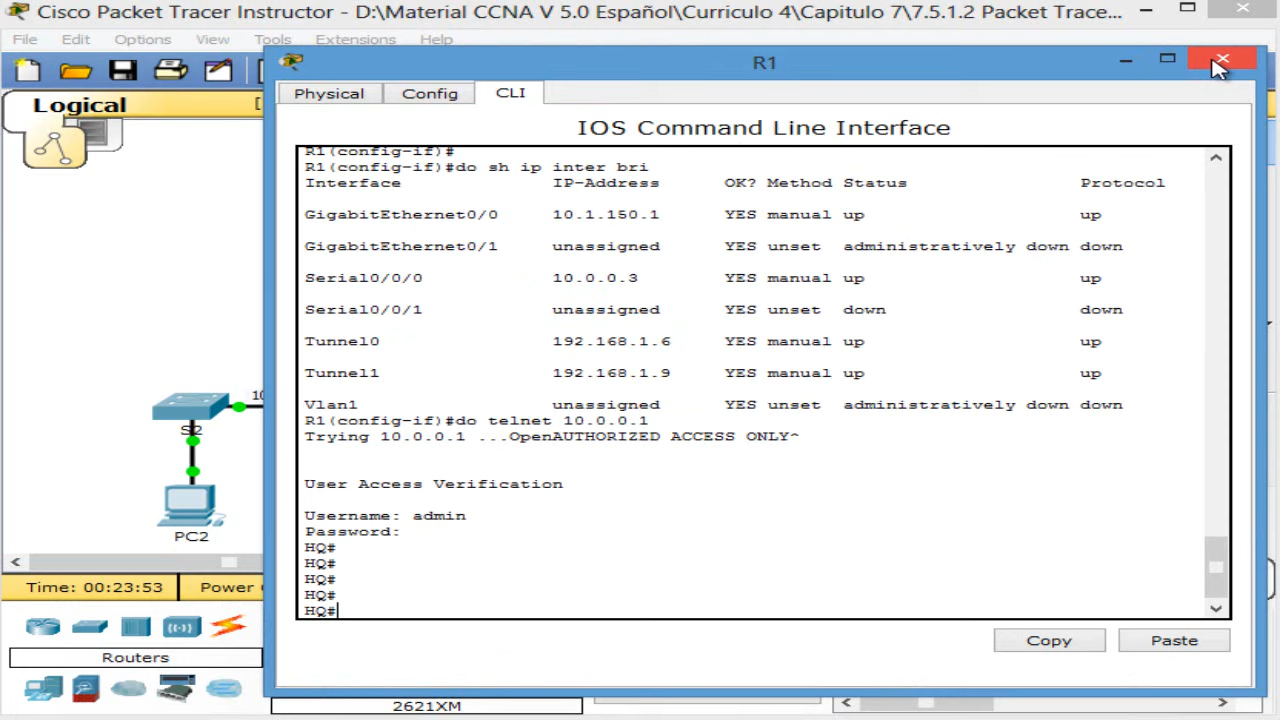 Cisco Packet Tracer Instructor - D:\Material CCNA V 5.0 Español\Curriculo 4\Capitulo 7\7.5.1.2 Packet Trace...
File Edit Options View Tools Extensions Help
R1
Logical [
Physical Config CLI
IOS Command Line Interface
R1(config-if)#
R1(config-if)#do sh ip inter bri
Interface IP-Address OK? Method Status Protocol
GigabitEthernet0/0 10.1.150.1 YES manual up up
GigabitEthernet0/1 unassigned YES unset administratively down down
Serial0/0/0 10.0.0.3 YES manual up up
Serial0/0/1 unassigned YES unset down down
Tunnel0 192.168.1.6 YES manual up up
Tunnel1 192.168.1.9 YES manual up up
Vlan1 unassigned YES unset administratively down down
R1(config-if)#do telnet 10.0.0.1
Trying 10.0.0.1 ...OpenAUTHORIZED ACCESS ONLY^
User Access Verification
Username: admin
Password:
HQ#
HQ#
HQ#
HQ#
HQ#
Copy Paste
10
S2
PC2
Time: 00:23:53 Power
Routers
2621XM